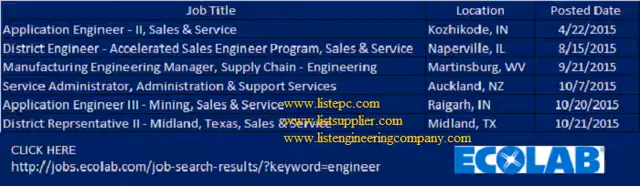 Job Title Location Posted Date
Application Engineer - II, Sales & Service Kozhikode, IN 4/22/2015
District Engineer - Accelerated Sales Engineer Program, Sales & Service Naperville, IL 8/15/2015
Manufacturing Engineering Manager, Supply Chain - Engineering Martinsburg, WV 9/21/2015
Service Administrator, Administration & Support Services Auckland, NZ 10/7/2015
Application Engineer III - Mining, Sales & Service www.listepc.com Raigarh, IN 10/20/2015
www.listsupplier.com
District Reprsentative II - Midland, Texas, Sales & Service Midland, TX 10/21/2015
www.listengineeringcompany.com
CLICK HERE
http://jobs.ecolab.com/job-search-results/?keyword=engineer
ECOLAB